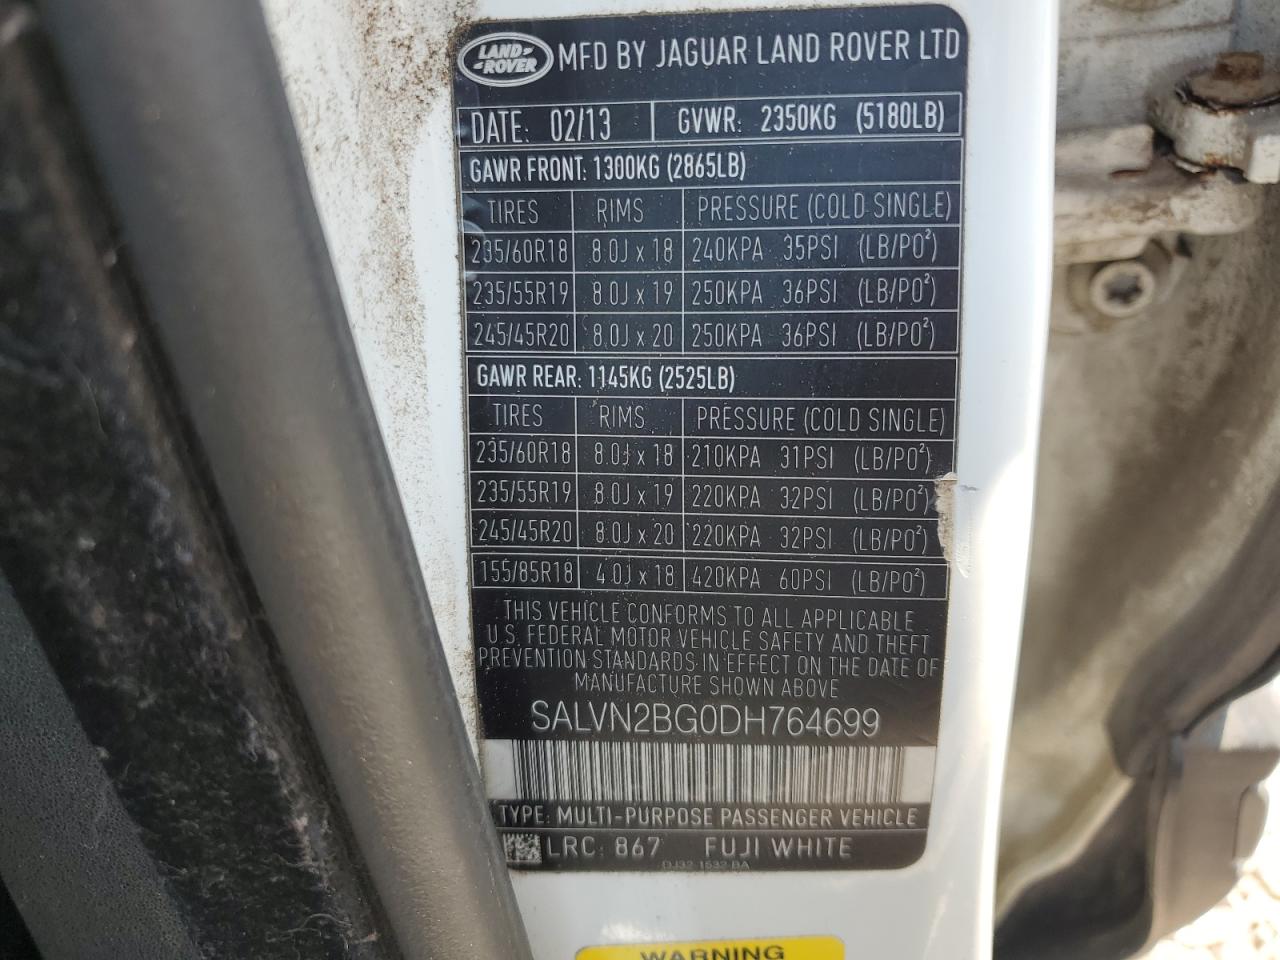 LAND ROVER MFD BY JAGUAR LAND ROVER LTD
DATE: 02/13 GVWR: 2350KG (5180LB)
GAWR FRONT: 1300KG (2865LB)
TIRES RIMS PRESSURE (COLD SINGLE)
235/60R18 8.0J x 18 240KPA 35PSI (LB/PO²)
235/55R19 8.0J x 19 250KPA 36PSI (LB/PO²)
245/45R20 8.0J x 20 250KPA 36PSI (LB/PO²)
GAWR REAR: 1145KG (2525LB)
TIRES RIMS PRESSURE (COLD SINGLE)
235/60R18 8.0J x 18 210KPA 31PSI (LB/PO²)
235/55R19 8.0J x 19 220KPA 32PSI (LB/PO²)
245/45R20 8.0J x 20 220KPA 32PSI (LB/PO²)
155/85R18 4.0J x 18 420KPA 60PSI (LB/PO²)
THIS VEHICLE CONFORMS TO ALL APPLICABLE
U.S. FEDERAL MOTOR VEHICLE SAFETY AND THEFT
PREVENTION STANDARDS IN EFFECT ON THE DATE OF
MANUFACTURE SHOWN ABOVE
SALVN2BG0DH764699
TYPE: MULTI-PURPOSE PASSENGER VEHICLE
LRC: 867 FUJI WHITE
DJ32-1532-BA
WARNING